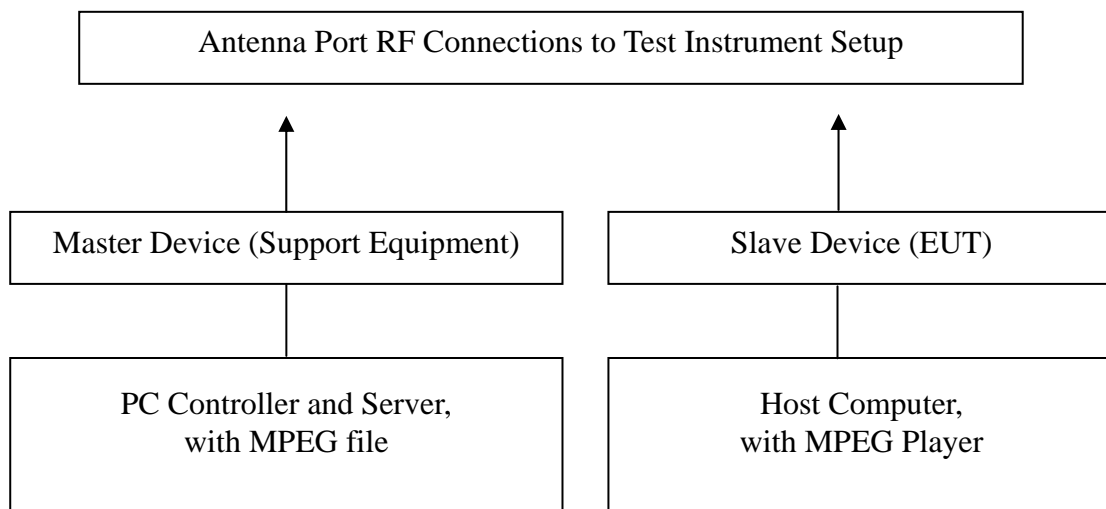 Antenna Port RF Connections to Test Instrument Setup
Master Device (Support Equipment)
Slave Device (EUT)
PC Controller and Server,
with MPEG file
Host Computer,
with MPEG Player